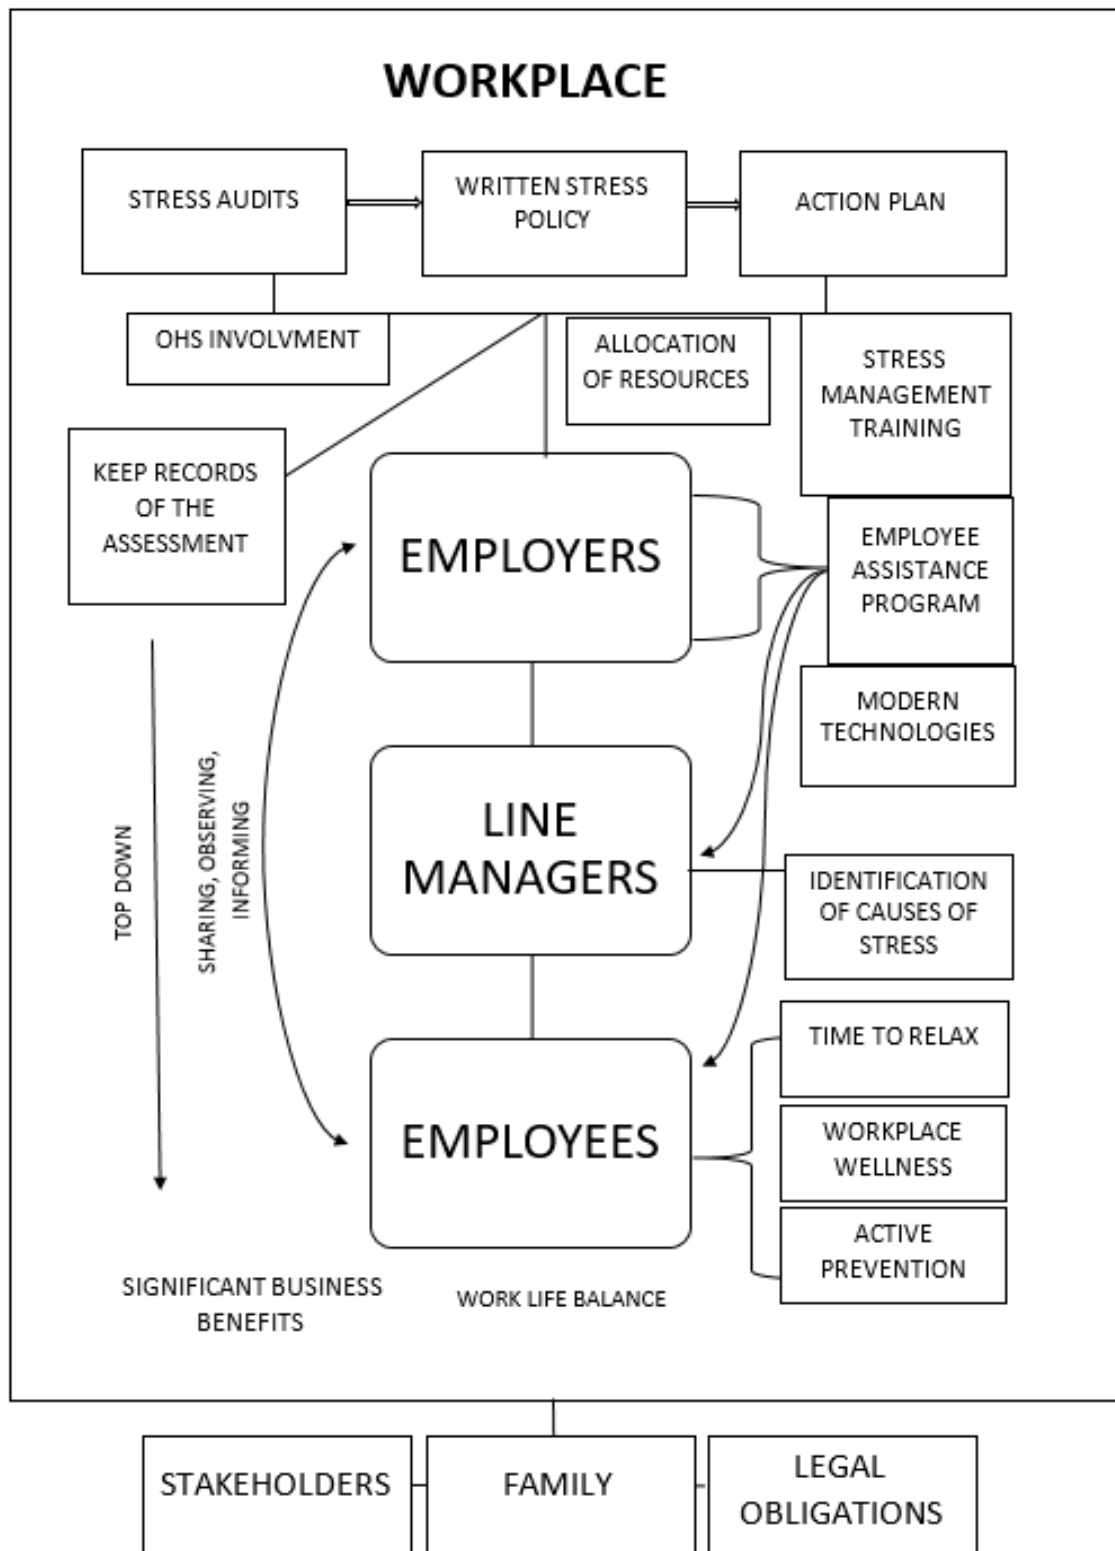 WORKPLACE
STRESS AUDITS
WRITTEN STRESS
POLICY
ACTION PLAN
OHS INVOLVMENT
ALLOCATION
OF RESOURCES
STRESS
MANAGEMENT
TRAINING
KEEP RECORDS
OF THE
ASSESSMENT
EMPLOYERS
EMPLOYEE
ASSISTANCE
PROGRAM
MODERN
TECHNOLOGIES
TOP DOWN
SHARING, OBSERVING,
INFORMING
LINE
MANAGERS
IDENTIFICATION
OF CAUSES OF
STRESS
TIME TO RELAX
EMPLOYEES
WORKPLACE
WELLNESS
ACTIVE
PREVENTION
SIGNIFICANT BUSINESS
BENEFITS
WORK LIFE BALANCE
STAKEHOLDERS
FAMILY
LEGAL
OBLIGATIONS